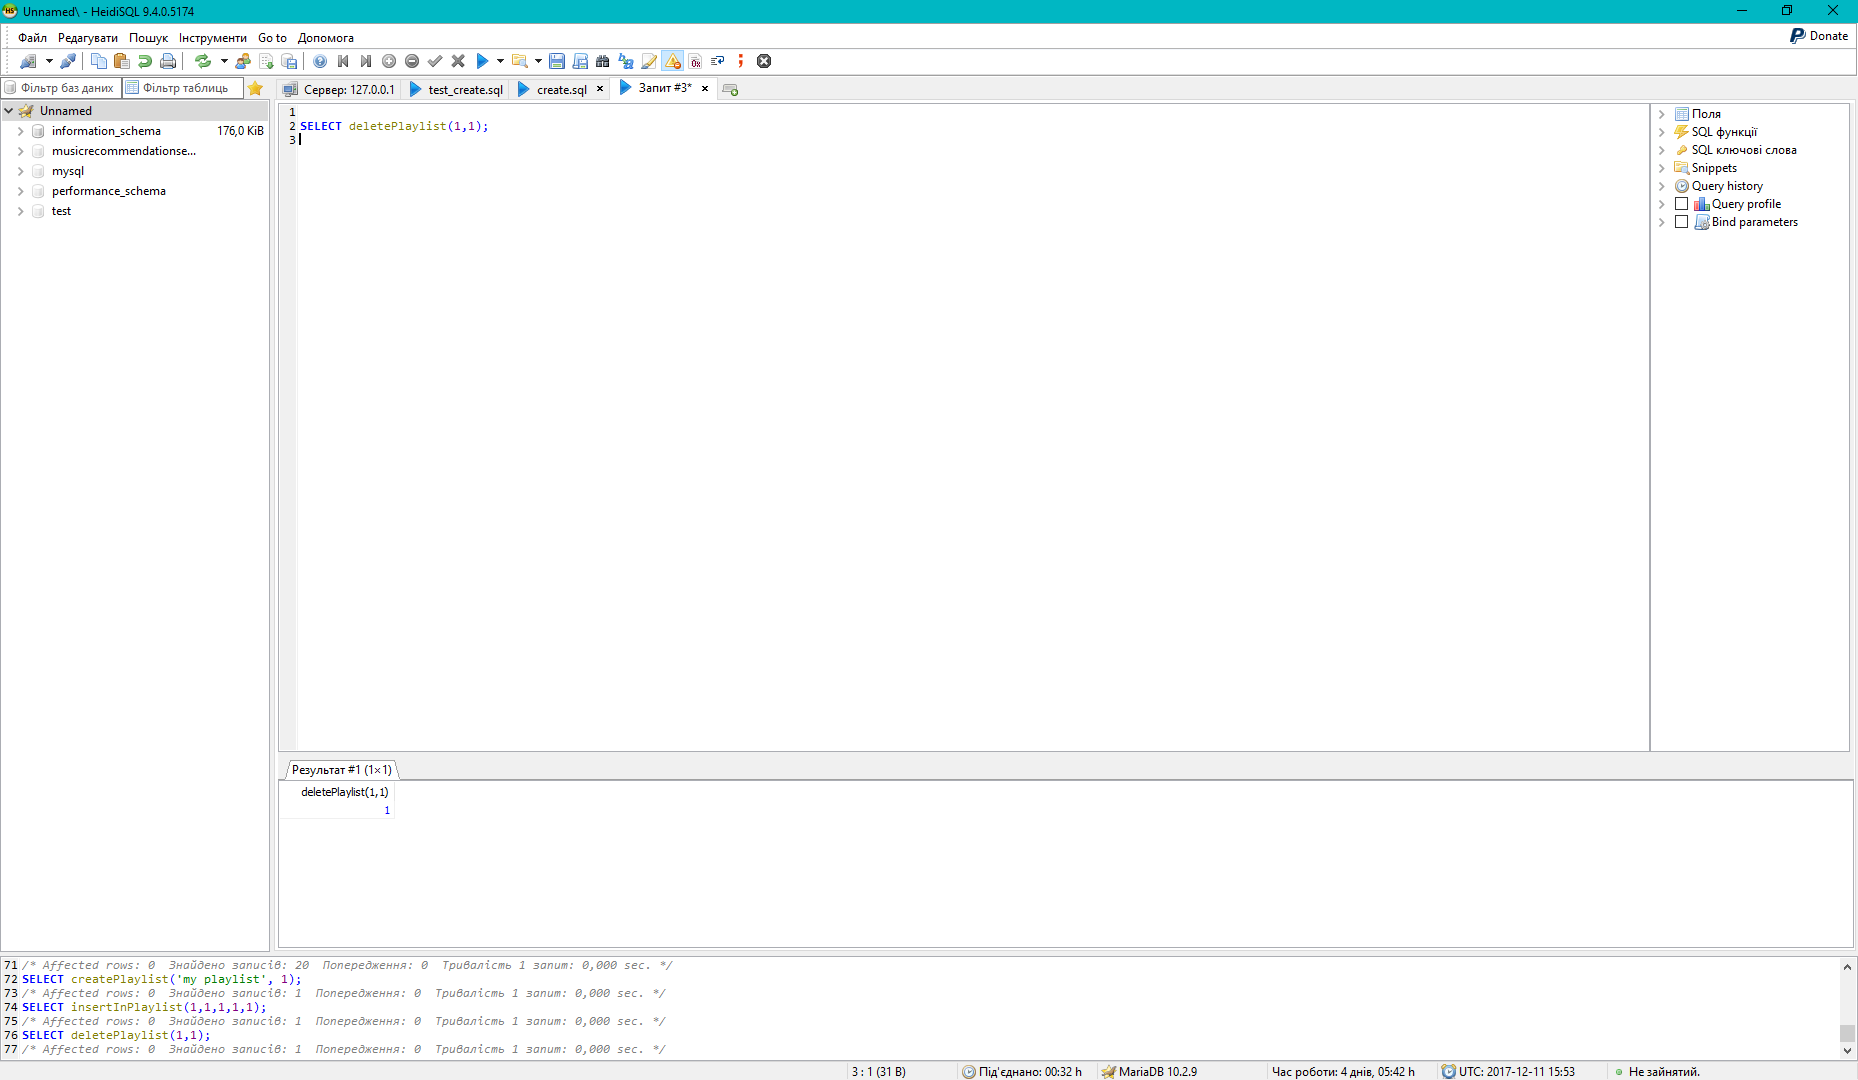 Unnamed\ - HeidiSQL 9.4.0.5174
Файл Редагувати Пошук Інструменти Go to Допомога
Donate
Фільтр баз даних Фільтр таблиць
Сервер: 127.0.0.1 test_create.sql create.sql Запит #3*
Unnamed
information_schema 176,0 KiB
musicrecommendationse...
mysql
performance_schema
test
1
2 SELECT deletePlaylist(1,1);
3
Поля
SQL функції
SQL ключові слова
Snippets
Query history
Query profile
Bind parameters
Результат #1 (1×1)
deletePlaylist(1,1)
1
71 /* Affected rows: 0 Знайдено записів: 20 Попередження: 0 Тривалість 1 запит: 0,000 sec. */
72 SELECT createPlaylist('my playlist', 1);
73 /* Affected rows: 0 Знайдено записів: 1 Попередження: 0 Тривалість 1 запит: 0,000 sec. */
74 SELECT insertInPlaylist(1,1,1,1,1);
75 /* Affected rows: 0 Знайдено записів: 1 Попередження: 0 Тривалість 1 запит: 0,000 sec. */
76 SELECT deletePlaylist(1,1);
77 /* Affected rows: 0 Знайдено записів: 1 Попередження: 0 Тривалість 1 запит: 0,000 sec. */
3 : 1 (31 B) Під'єднано: 00:32 h MariaDB 10.2.9 Час роботи: 4 днів, 05:42 h UTC: 2017-12-11 15:53 Не зайнятий.